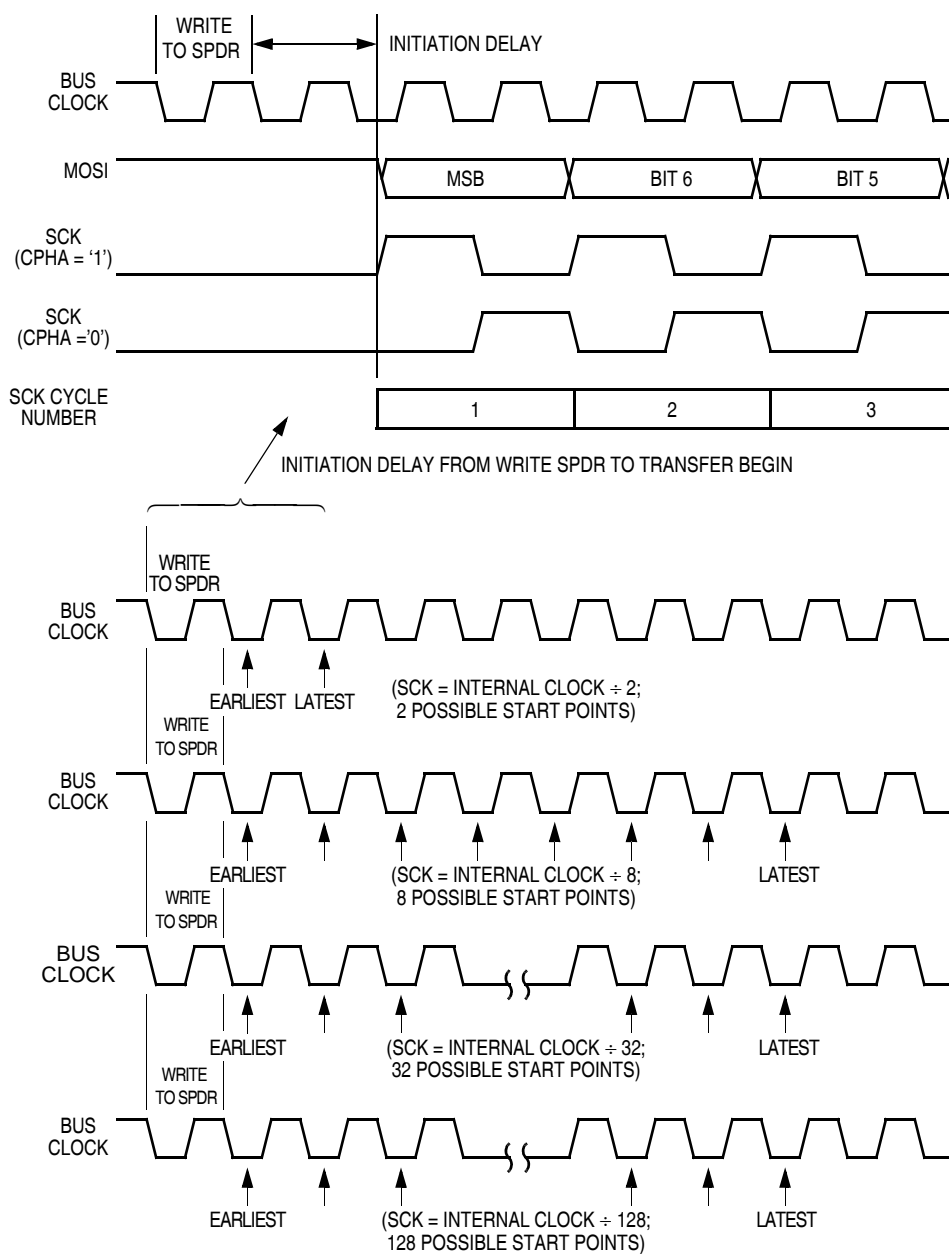 WRITE
TO SPDR
INITIATION DELAY
BUS
CLOCK
MOSI
MSB
BIT 6
BIT 5
SCK
(CPHA = ‘1’)
SCK
(CPHA ='0’)
SCK CYCLE
NUMBER
1
2
3
INITIATION DELAY FROM WRITE SPDR TO TRANSFER BEGIN
WRITE
TO SPDR
BUS
CLOCK
EARLIEST
LATEST
(SCK = INTERNAL CLOCK ÷ 2;
2 POSSIBLE START POINTS)
WRITE
TO SPDR
BUS
CLOCK
EARLIEST
(SCK = INTERNAL CLOCK ÷ 8;
8 POSSIBLE START POINTS)
LATEST
WRITE
TO SPDR
BUS
CLOCK
EARLIEST
(SCK = INTERNAL CLOCK ÷ 32;
32 POSSIBLE START POINTS)
LATEST
WRITE
TO SPDR
BUS
CLOCK
EARLIEST
(SCK = INTERNAL CLOCK ÷ 128;
128 POSSIBLE START POINTS)
LATEST